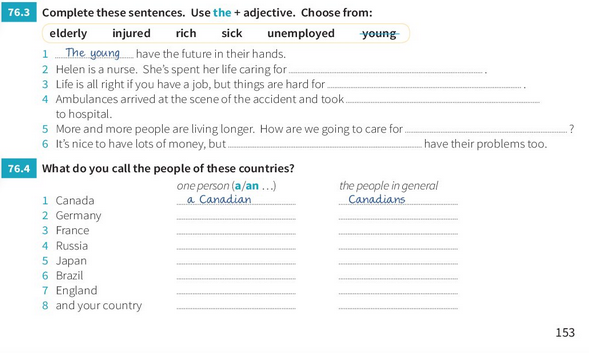 76.3 Complete these sentences. Use the + adjective. Choose from:
elderly injured rich sick unemployed young
1 The young have the future in their hands.
2 Helen is a nurse. She’s spent her life caring for .
3 Life is all right if you have a job, but things are hard for .
4 Ambulances arrived at the scene of the accident and took
to hospital.
5 More and more people are living longer. How are we going to care for ?
6 It’s nice to have lots of money, but have their problems too.
76.4 What do you call the people of these countries?
one person (a/an …) the people in general
1 Canada a Canadian Canadians
2 Germany
3 France
4 Russia
5 Japan
6 Brazil
7 England
8 and your country
153